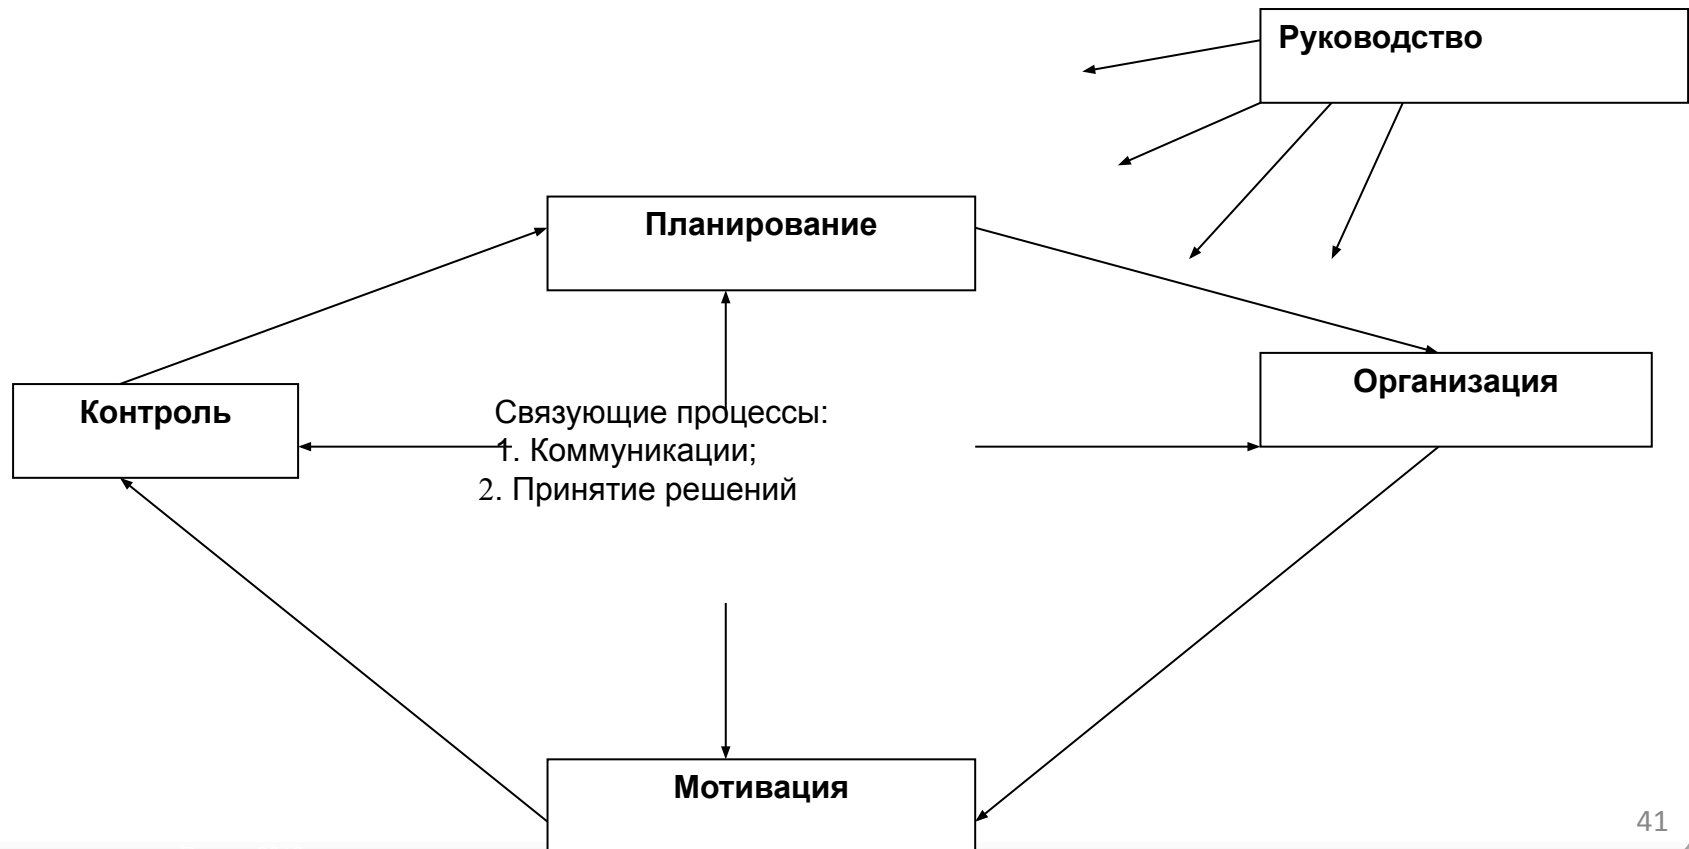 Руководство
Планирование
Организация
Контроль
Связующие процессы:
1. Коммуникации;
2. Принятие решений
Мотивация
41